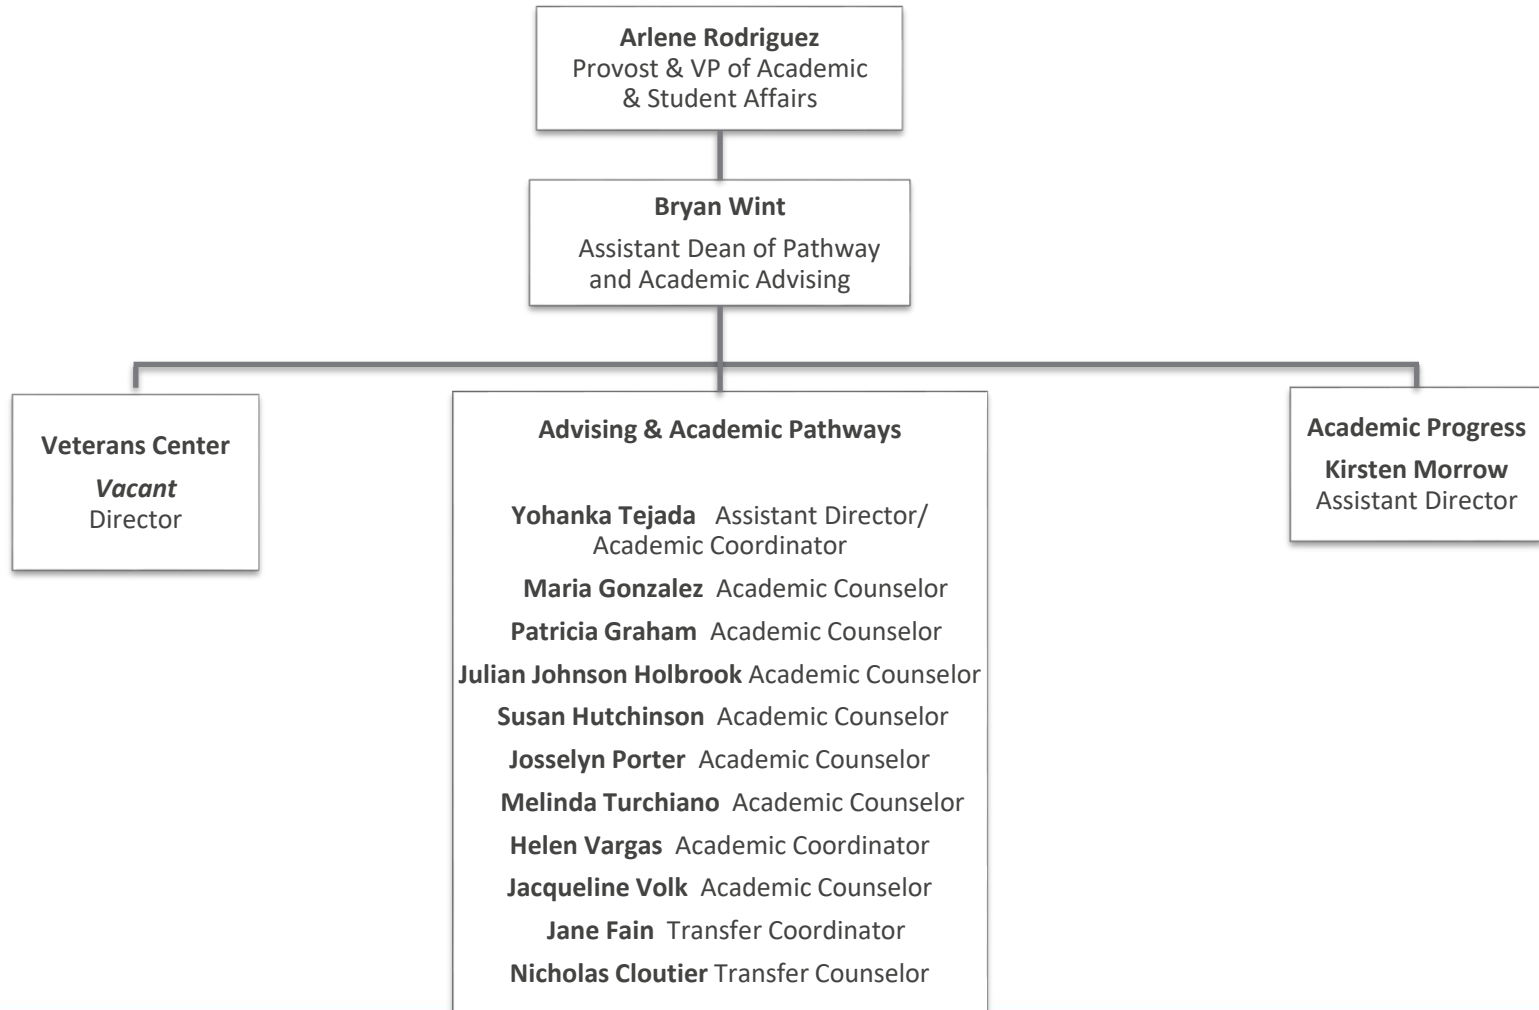 Arlene Rodriguez
Provost & VP of Academic
& Student Affairs
Bryan Wint
Assistant Dean of Pathway
and Academic Advising
Veterans Center
Vacant
Director
Advising & Academic Pathways
Yohanka Tejada Assistant Director/
Academic Coordinator
Maria Gonzalez Academic Counselor
Patricia Graham Academic Counselor
Julian Johnson Holbrook Academic Counselor
Susan Hutchinson Academic Counselor
Josselyn Porter Academic Counselor
Melinda Turchiano Academic Counselor
Helen Vargas Academic Coordinator
Jacqueline Volk Academic Counselor
Jane Fain Transfer Coordinator
Nicholas Cloutier Transfer Counselor
Academic Progress
Kirsten Morrow
Assistant Director